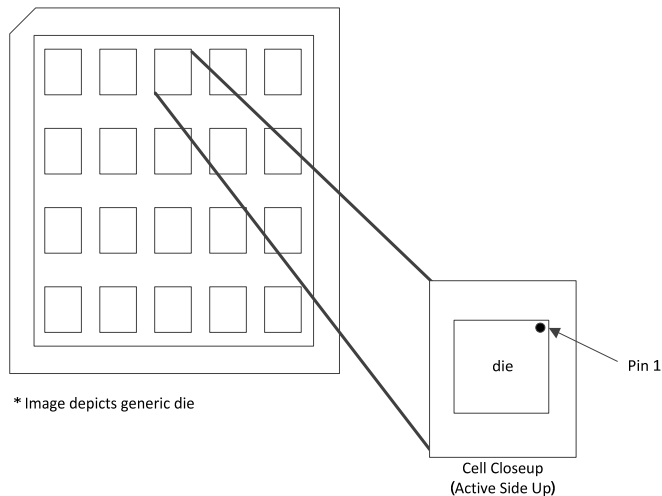 die
Pin 1
* Image depicts generic die
Cell Closeup
(Active Side Up)